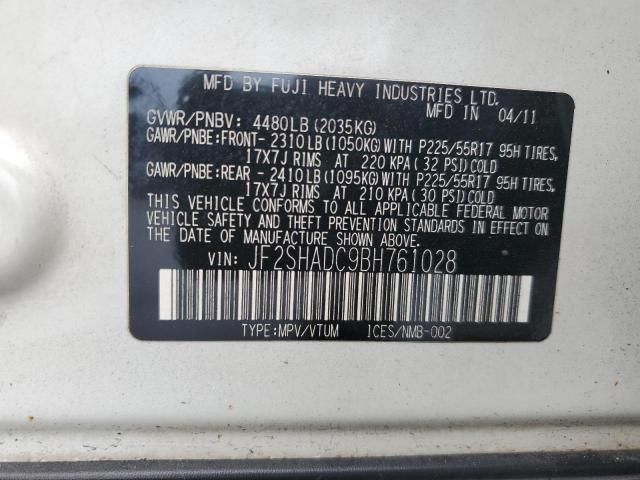 MFD BY FUJI HEAVY INDUSTRIES LTD.
MFD IN 04/11
GVWR/PNBV: 4480LB(2035KG)
GAWR/PNBE:FRONT- 2310LB(1050KG)WITH P225/55R17 95H TIRES,
17X7J RIMS AT 220 KPA( 32 PSI)COLD
GAWR/PNBE:REAR - 2410LB(1095KG)WITH P225/55R17 95H TIRES,
17X7J RIMS AT 210 KPA( 30 PSI)COLD
THIS VEHICLE CONFORMS TO ALL APPLICABLE FEDERAL MOTOR
VEHICLE SAFETY AND THEFT PREVENTION STANDARDS IN EFFECT
ON THE DATE OF MANUFACTURE SHOWN ABOVE.
VIN: JF2SHADC9BH761028
TYPE:MPV/VTUM ICES/NMB-002